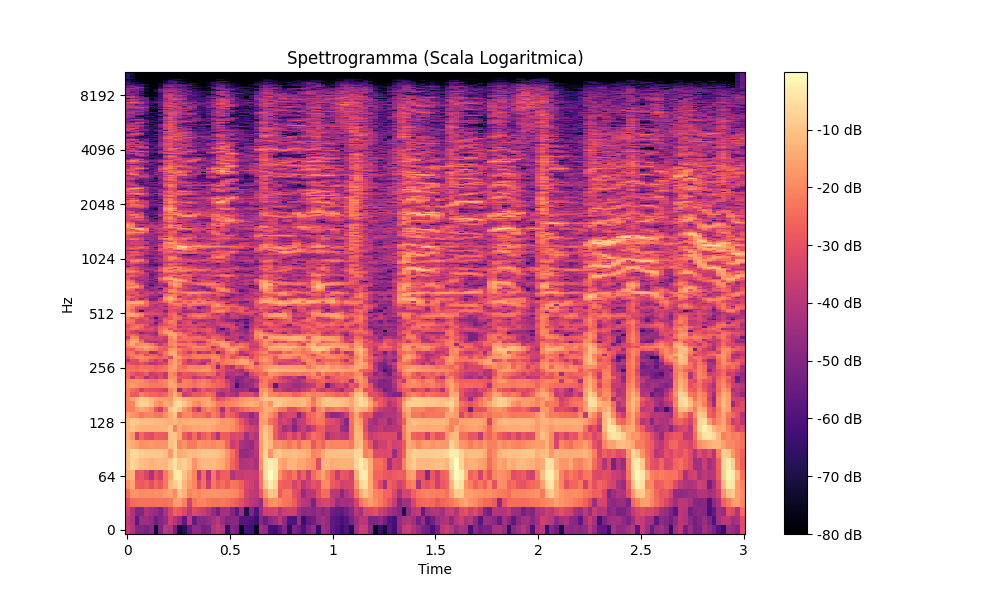 Spettrogramma (Scala Logaritmica)
Hz
8192
4096
2048
1024
512
256
128
64
0
0
0.5
1
1.5
2
2.5
3
Time
-10 dB
-20 dB
-30 dB
-40 dB
-50 dB
-60 dB
-70 dB
-80 dB